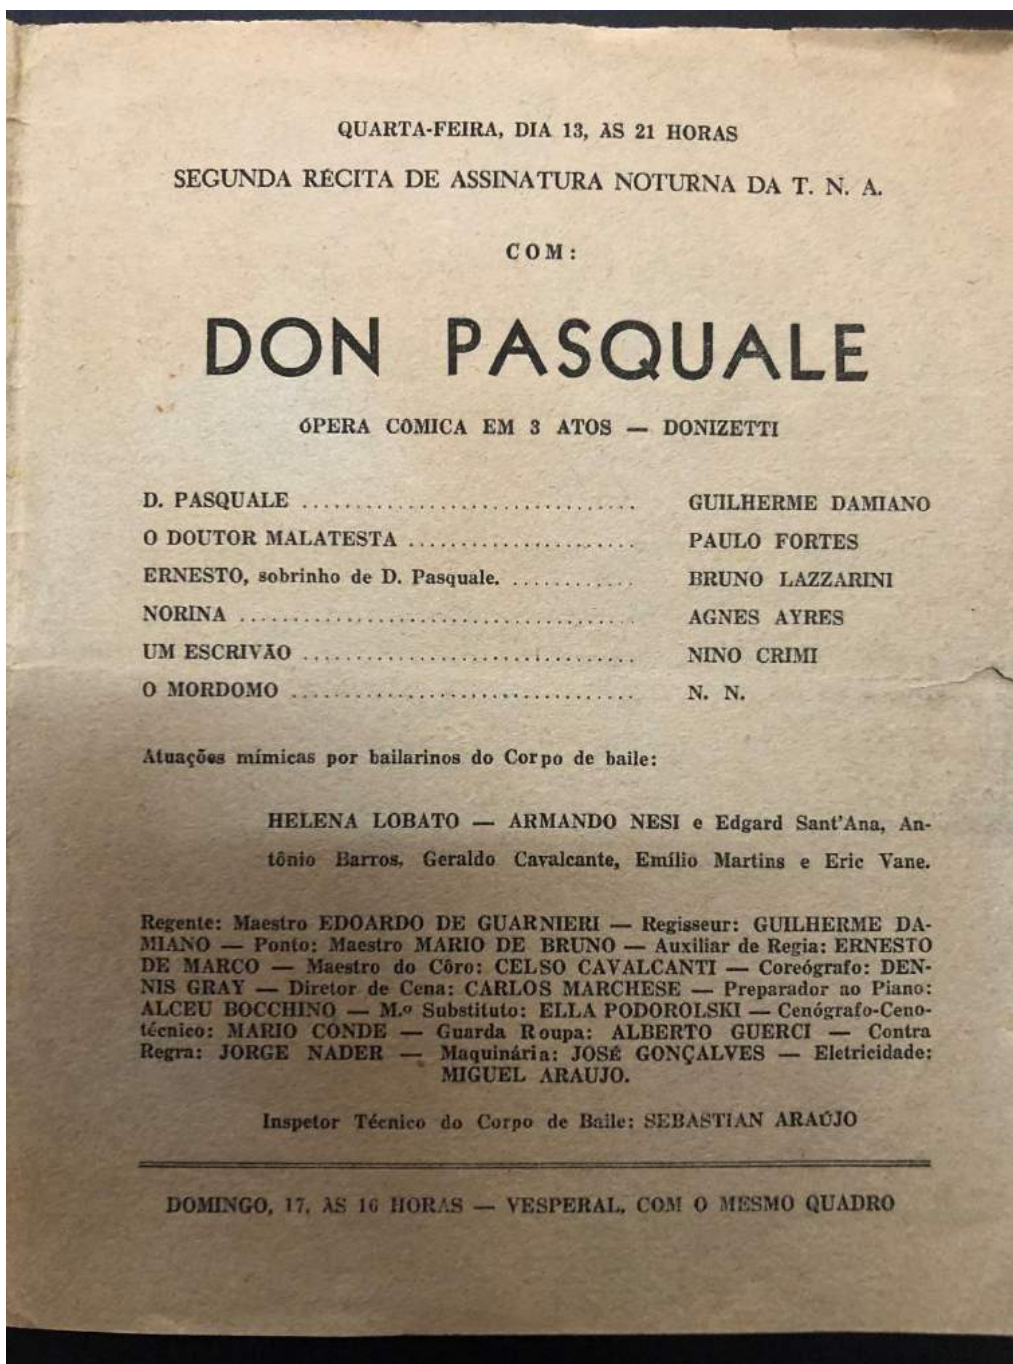 QUARTA-FEIRA, DIA 13, ÀS 21 HORAS
SEGUNDA RÉCITA DE ASSINATURA NOTURNA DA T. N. A.
COM:
DON PASQUALE
ÓPERA CÔMICA EM 3 ATOS — DONIZETTI
D. PASQUALE ................................ GUILHERME DAMIANO
O DOUTOR MALATESTA ...................... PAULO FORTES
ERNESTO, sobrinho de D. Pasquale. ............ BRUNO LAZZARINI
NORINA ...................................... AGNES AYRES
UM ESCRIVÃO ................................ NINO CRIMI
O MORDOMO ................................. N. N.
Atuações mímicas por bailarinos do Corpo de baile:
HELENA LOBATO — ARMANDO NESI e Edgard Sant'Ana, An-
tônio Barros, Geraldo Cavalcante, Emílio Martins e Eric Vane.
Regente: Maestro EDOARDO DE GUARNIERI — Regisseur: GUILHERME DA-
MIANO — Ponto: Maestro MARIO DE BRUNO — Auxiliar de Regia: ERNESTO
DE MARCO — Maestro do Côro: CELSO CAVALCANTI — Coreógrafo: DEN-
NIS GRAY — Diretor de Cena: CARLOS MARCHESE — Preparador ao Piano:
ALCEU BOCCHINO — M.º Substituto: ELLA PODOROLSKI — Cenógrafo-Ceno-
técnico: MARIO CONDE — Guarda Roupa: ALBERTO GUERCI — Contra
Regra: JORGE NADER — Maquinária: JOSÉ GONÇALVES — Eletricidade:
MIGUEL ARAUJO.
Inspetor Técnico do Corpo de Baile: SEBASTIAN ARAÚJO
DOMINGO, 17, ÀS 16 HORAS — VESPERAL, COM O MESMO QUADRO